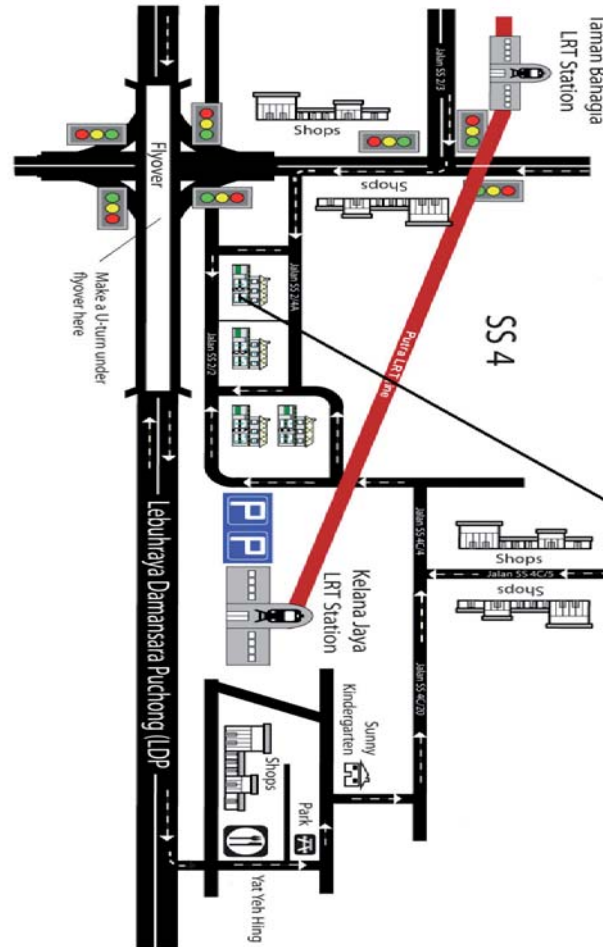 Taman Bahagia
LRT Station
Jalan SS 2/3
Shops
Shops
Flyover
Make a U-turn under
flyover here
Jalan SS 2/4A
Jalan SS 2/2
SS 4
Putra LRT Line
Lebuhraya Damansara Puchong (LDP
P P
Kelana Jaya
LRT Station
Jalan SS 4C/4
Shops
Jalan SS 4C/5
Shops
Jalan SS 4C/20
Sunny
Kindergarten
Shops
Park
Yat Yeh Hing